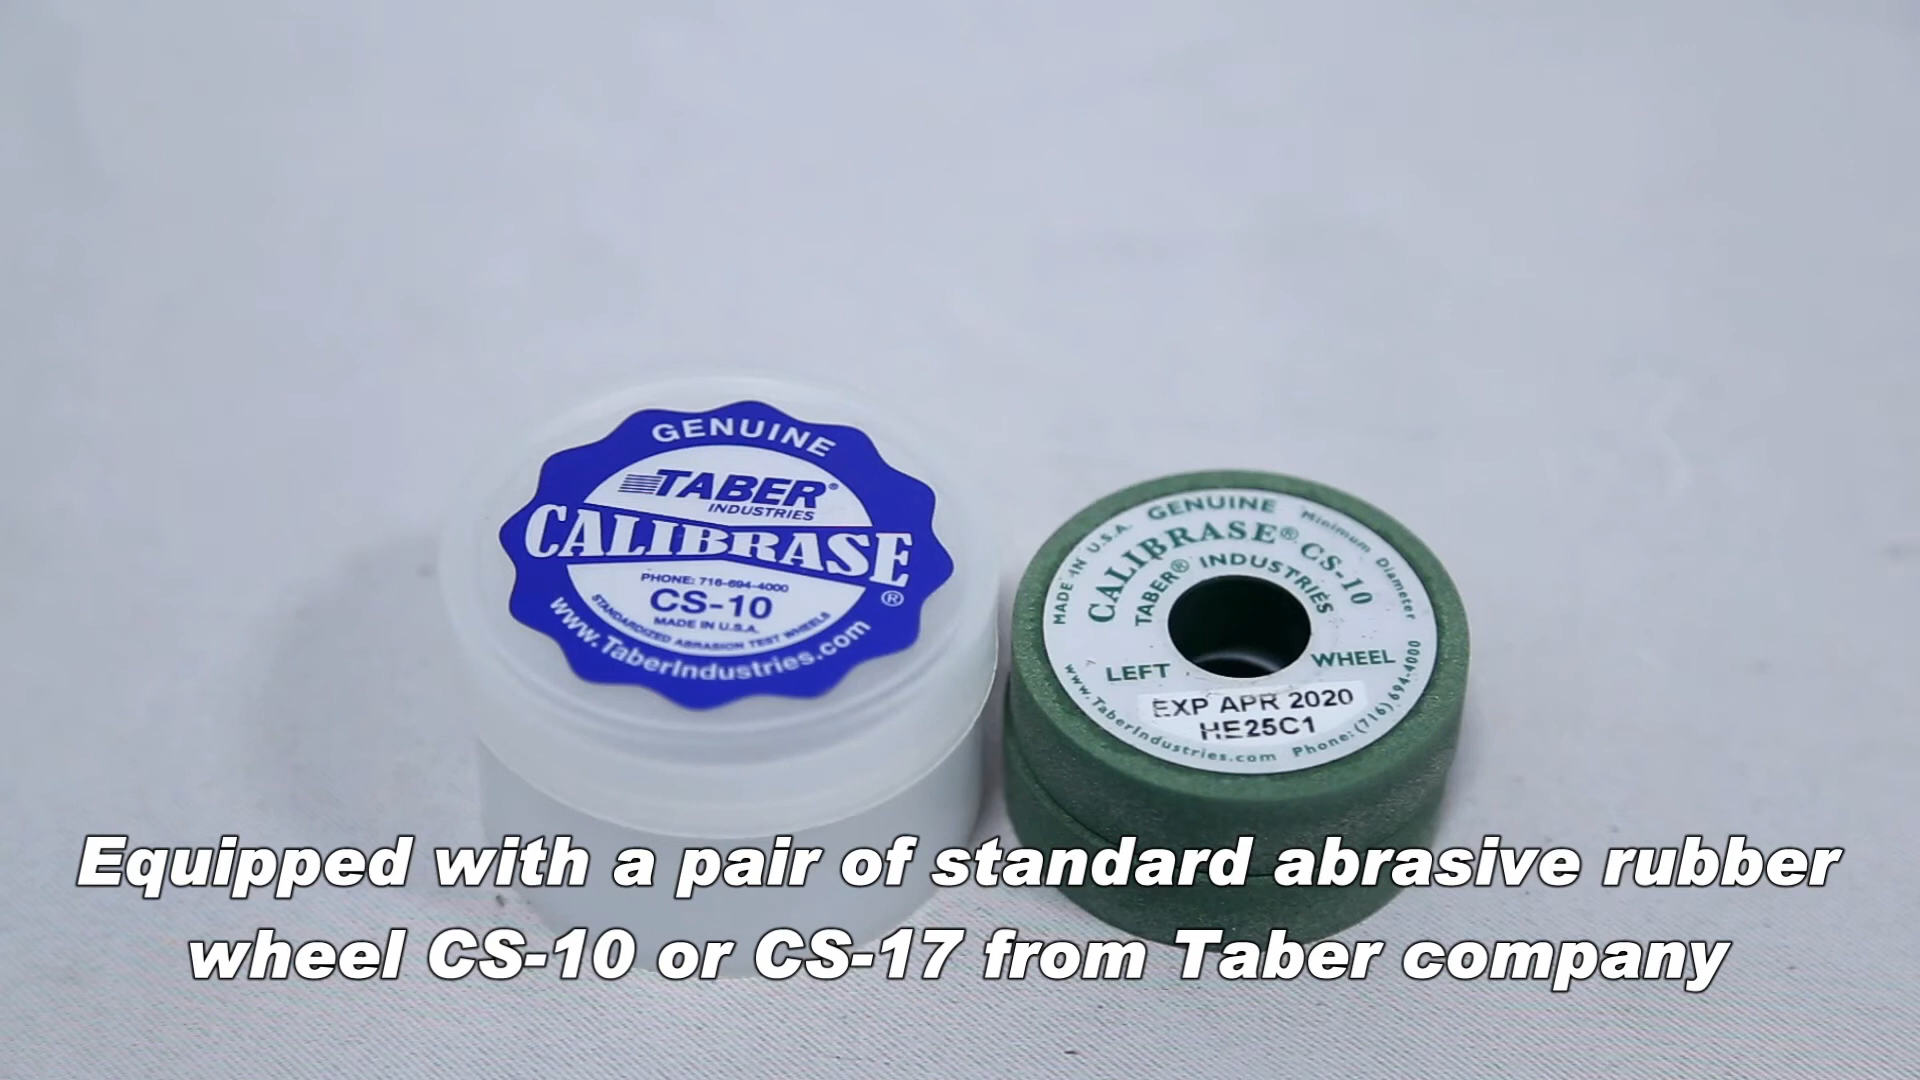 GENUINE
TABER®
INDUSTRIES
CALIBRASE®
PHONE: 716-694-4000
CS-10
MADE IN U.S.A.
STANDARDIZED ABRASION TEST WHEELS
www.TaberIndustries.com
MADE IN U.S.A. GENUINE Minimum Diameter
CALIBRASE® CS-10
TABER® INDUSTRIES
LEFT WHEEL
EXP APR 2020
HE25C1
www.TaberIndustries.com Phone:(716) 694-4000
Equipped with a pair of standard abrasive rubber
wheel CS-10 or CS-17 from Taber company